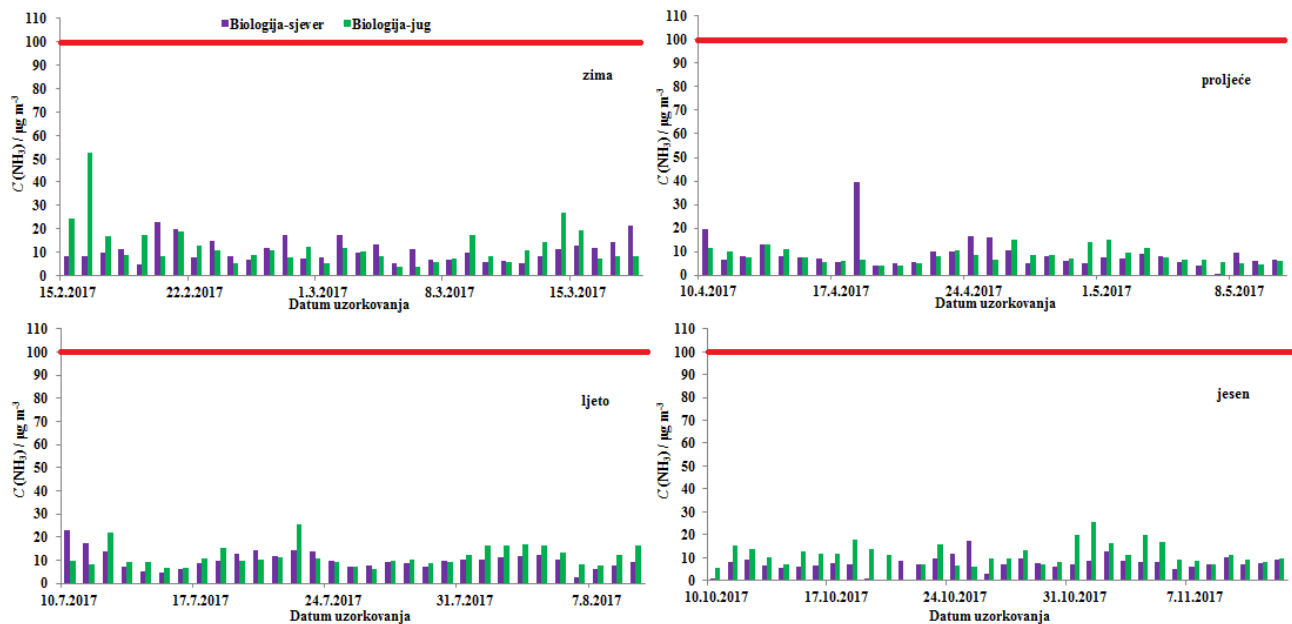 110
100
90
80
70
60
50
40
30
20
10
0
C (NH₃) / µg m⁻³
Biologija-sjever Biologija-jug
zima
15.2.2017 22.2.2017 1.3.2017 8.3.2017 15.3.2017
Datum uzorkovanja
110
100
90
80
70
60
50
40
30
20
10
0
C (NH₃) / µg m⁻³
proljeće
10.4.2017 17.4.2017 24.4.2017 1.5.2017 8.5.2017
Datum uzorkovanja
110
100
90
80
70
60
50
40
30
20
10
0
C (NH₃) / µg m⁻³
ljeto
10.7.2017 17.7.2017 24.7.2017 31.7.2017 7.8.2017
Datum uzorkovanja
110
100
90
80
70
60
50
40
30
20
10
0
C (NH₃) / µg m⁻³
jesen
10.10.2017 17.10.2017 24.10.2017 31.10.2017 7.11.2017
Datum uzorkovanja